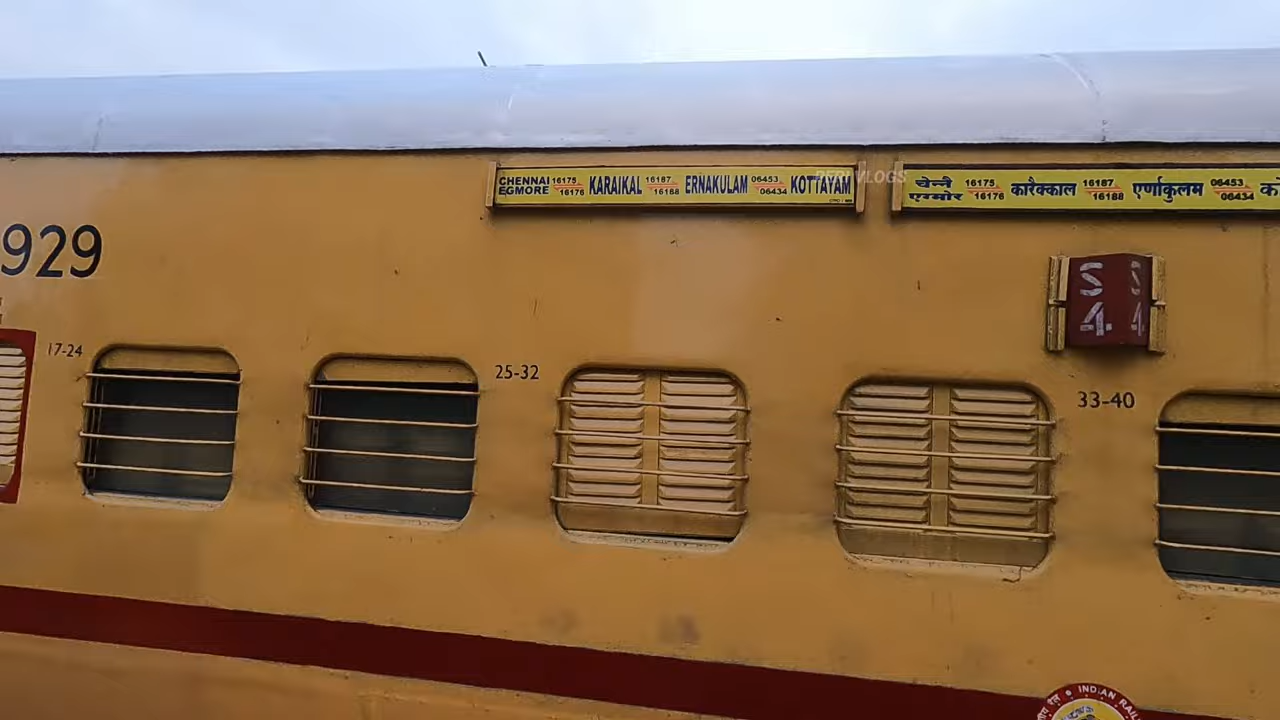 CHENNAI EGMORE 16175 16176 KARAIKAL 16187 16188 ERNAKULAM 06453 06434 KOTTAYAM
चेन्नै एग्मोर 16175 16176 कारैक्काल 16187 16188 एर्णाकुलम 06453 06434
929
S S
4 4
17-24
25-32
33-40
INDIAN RAIL